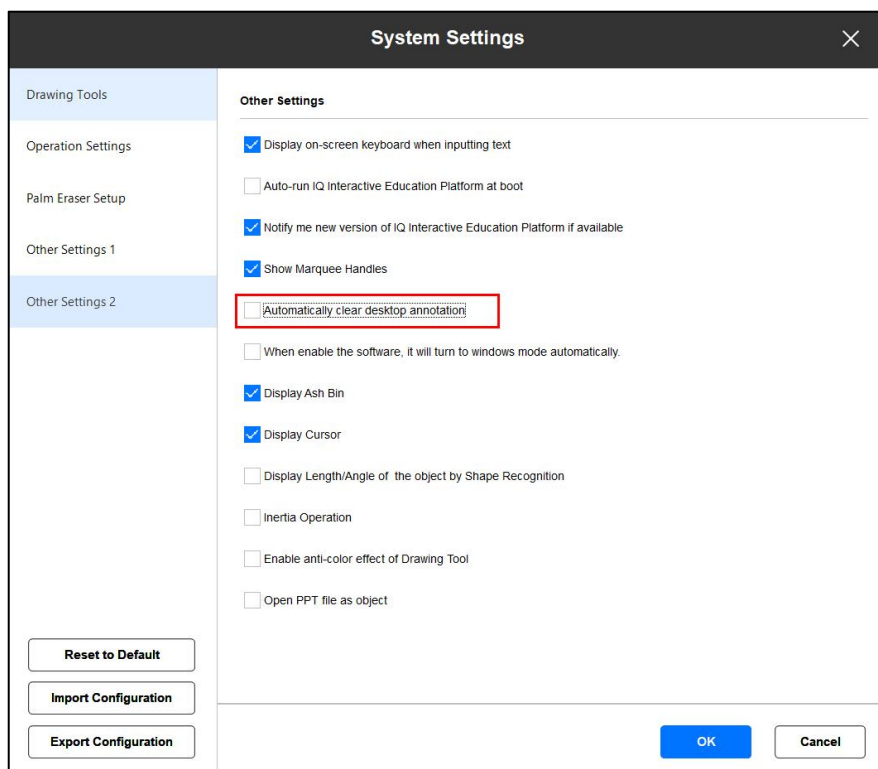 System Settings
Drawing Tools
Operation Settings
Palm Eraser Setup
Other Settings 1
Other Settings 2
Reset to Default
Import Configuration
Export Configuration
Other Settings
Display on-screen keyboard when inputting text
Auto-run IQ Interactive Education Platform at boot
Notify me new version of IQ Interactive Education Platform if available
Show Marquee Handles
Automatically clear desktop annotation
When enable the software, it will turn to windows mode automatically.
Display Ash Bin
Display Cursor
Display Length/Angle of the object by Shape Recognition
Inertia Operation
Enable anti-color effect of Drawing Tool
Open PPT file as object
OK
Cancel